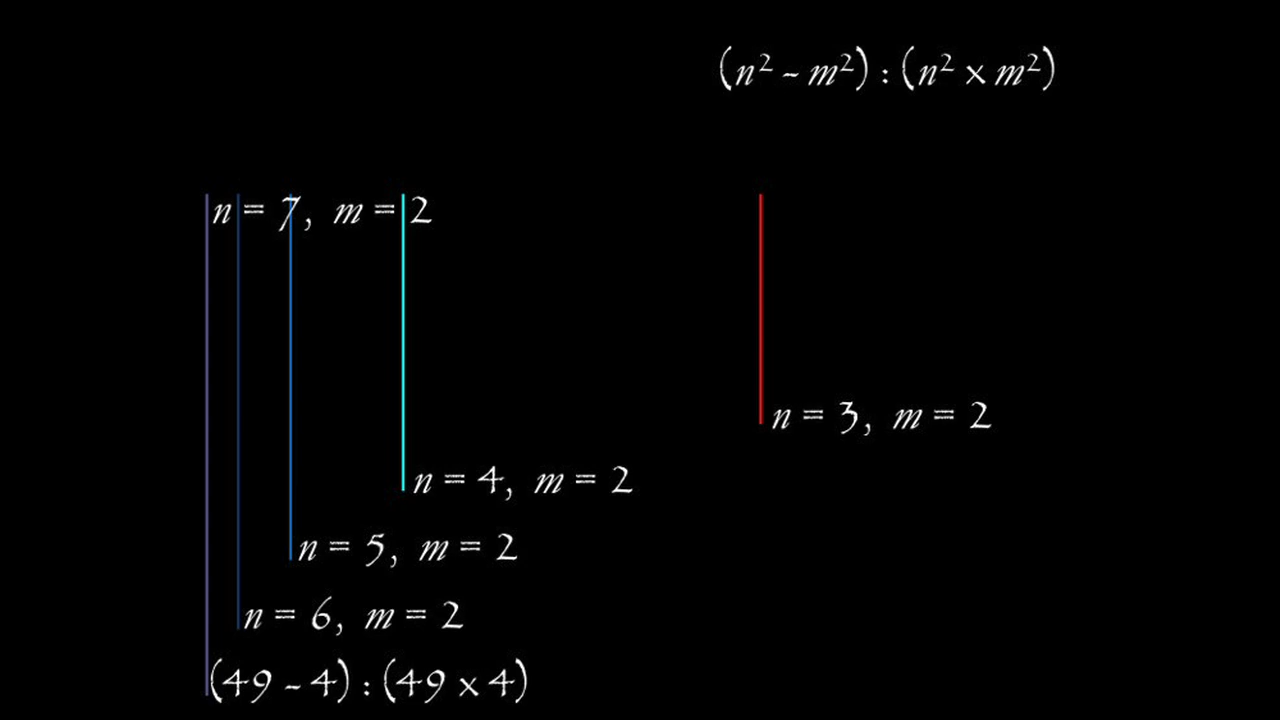 (n² - m²) : (n² × m²)
n = 7, m = 2
n = 3, m = 2
n = 4, m = 2
n = 5, m = 2
n = 6, m = 2
(49 - 4) : (49 × 4)